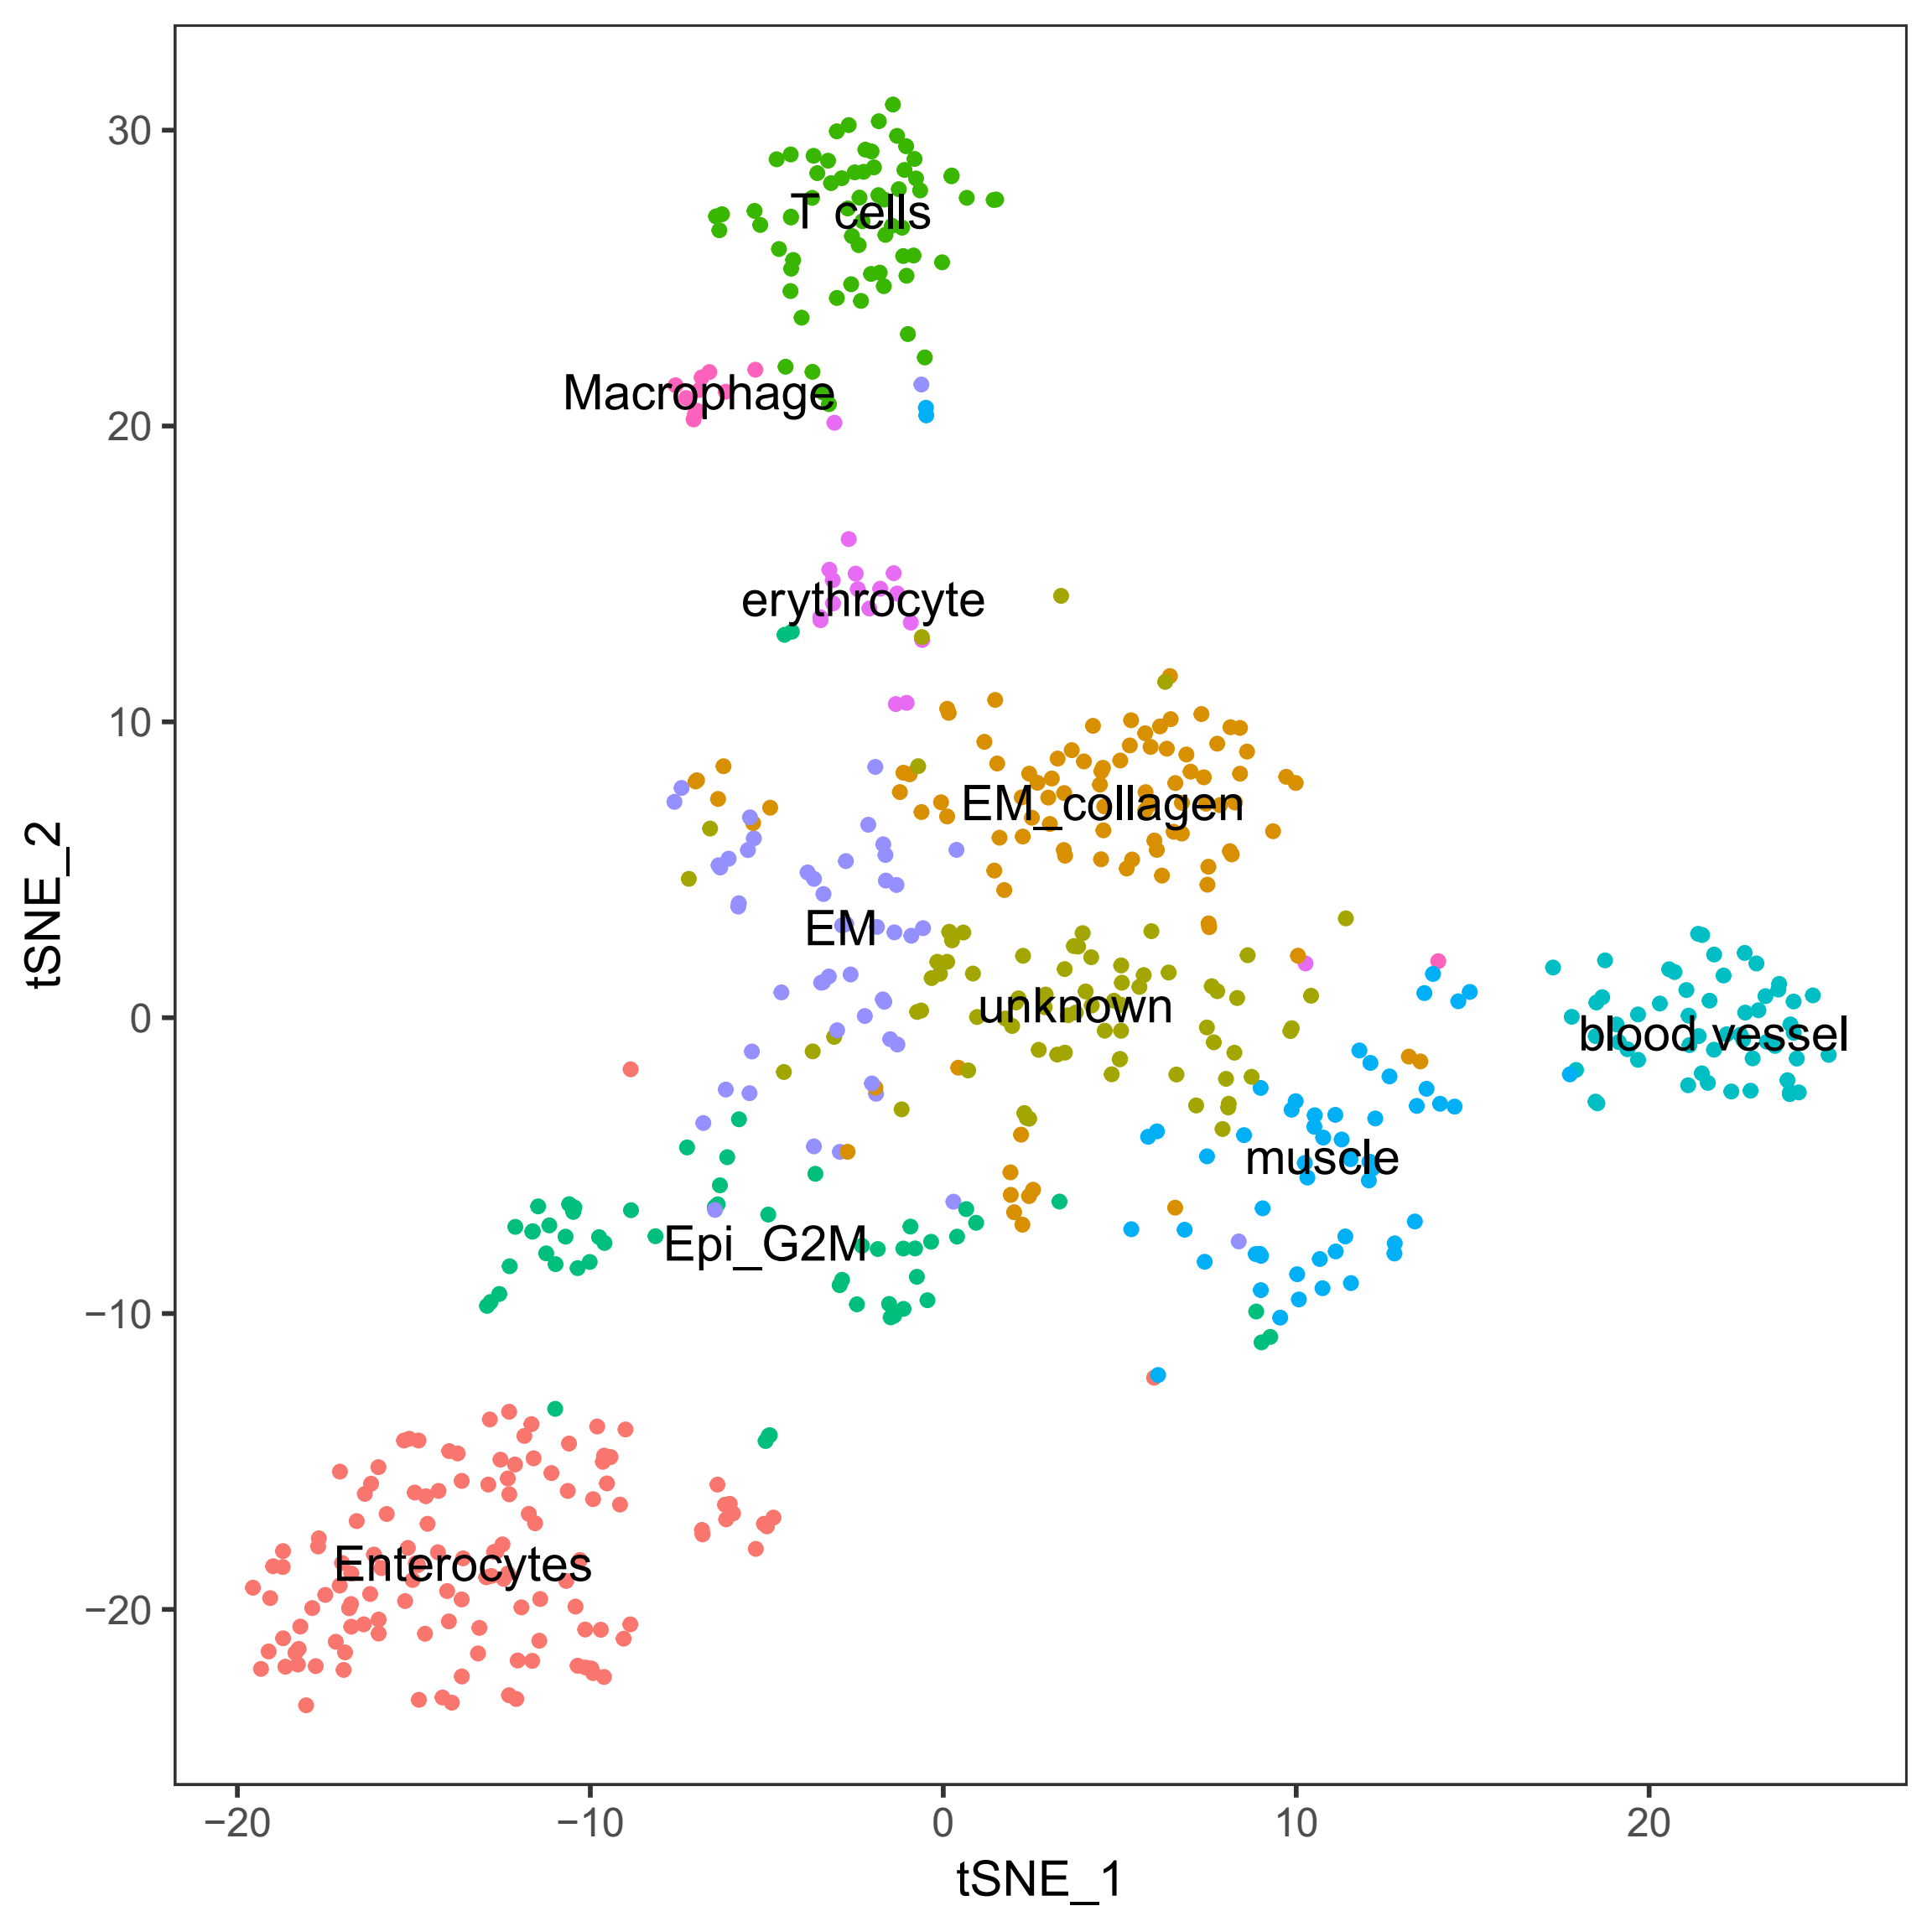 30
T cells
Macrophage
20
erythrocyte
10
EM_collagen
EM
tSNE_2
unknown
0
blood vessel
muscle
Epi_G2M
−10
Enterocytes
−20
−20
−10
0
10
20
tSNE_1